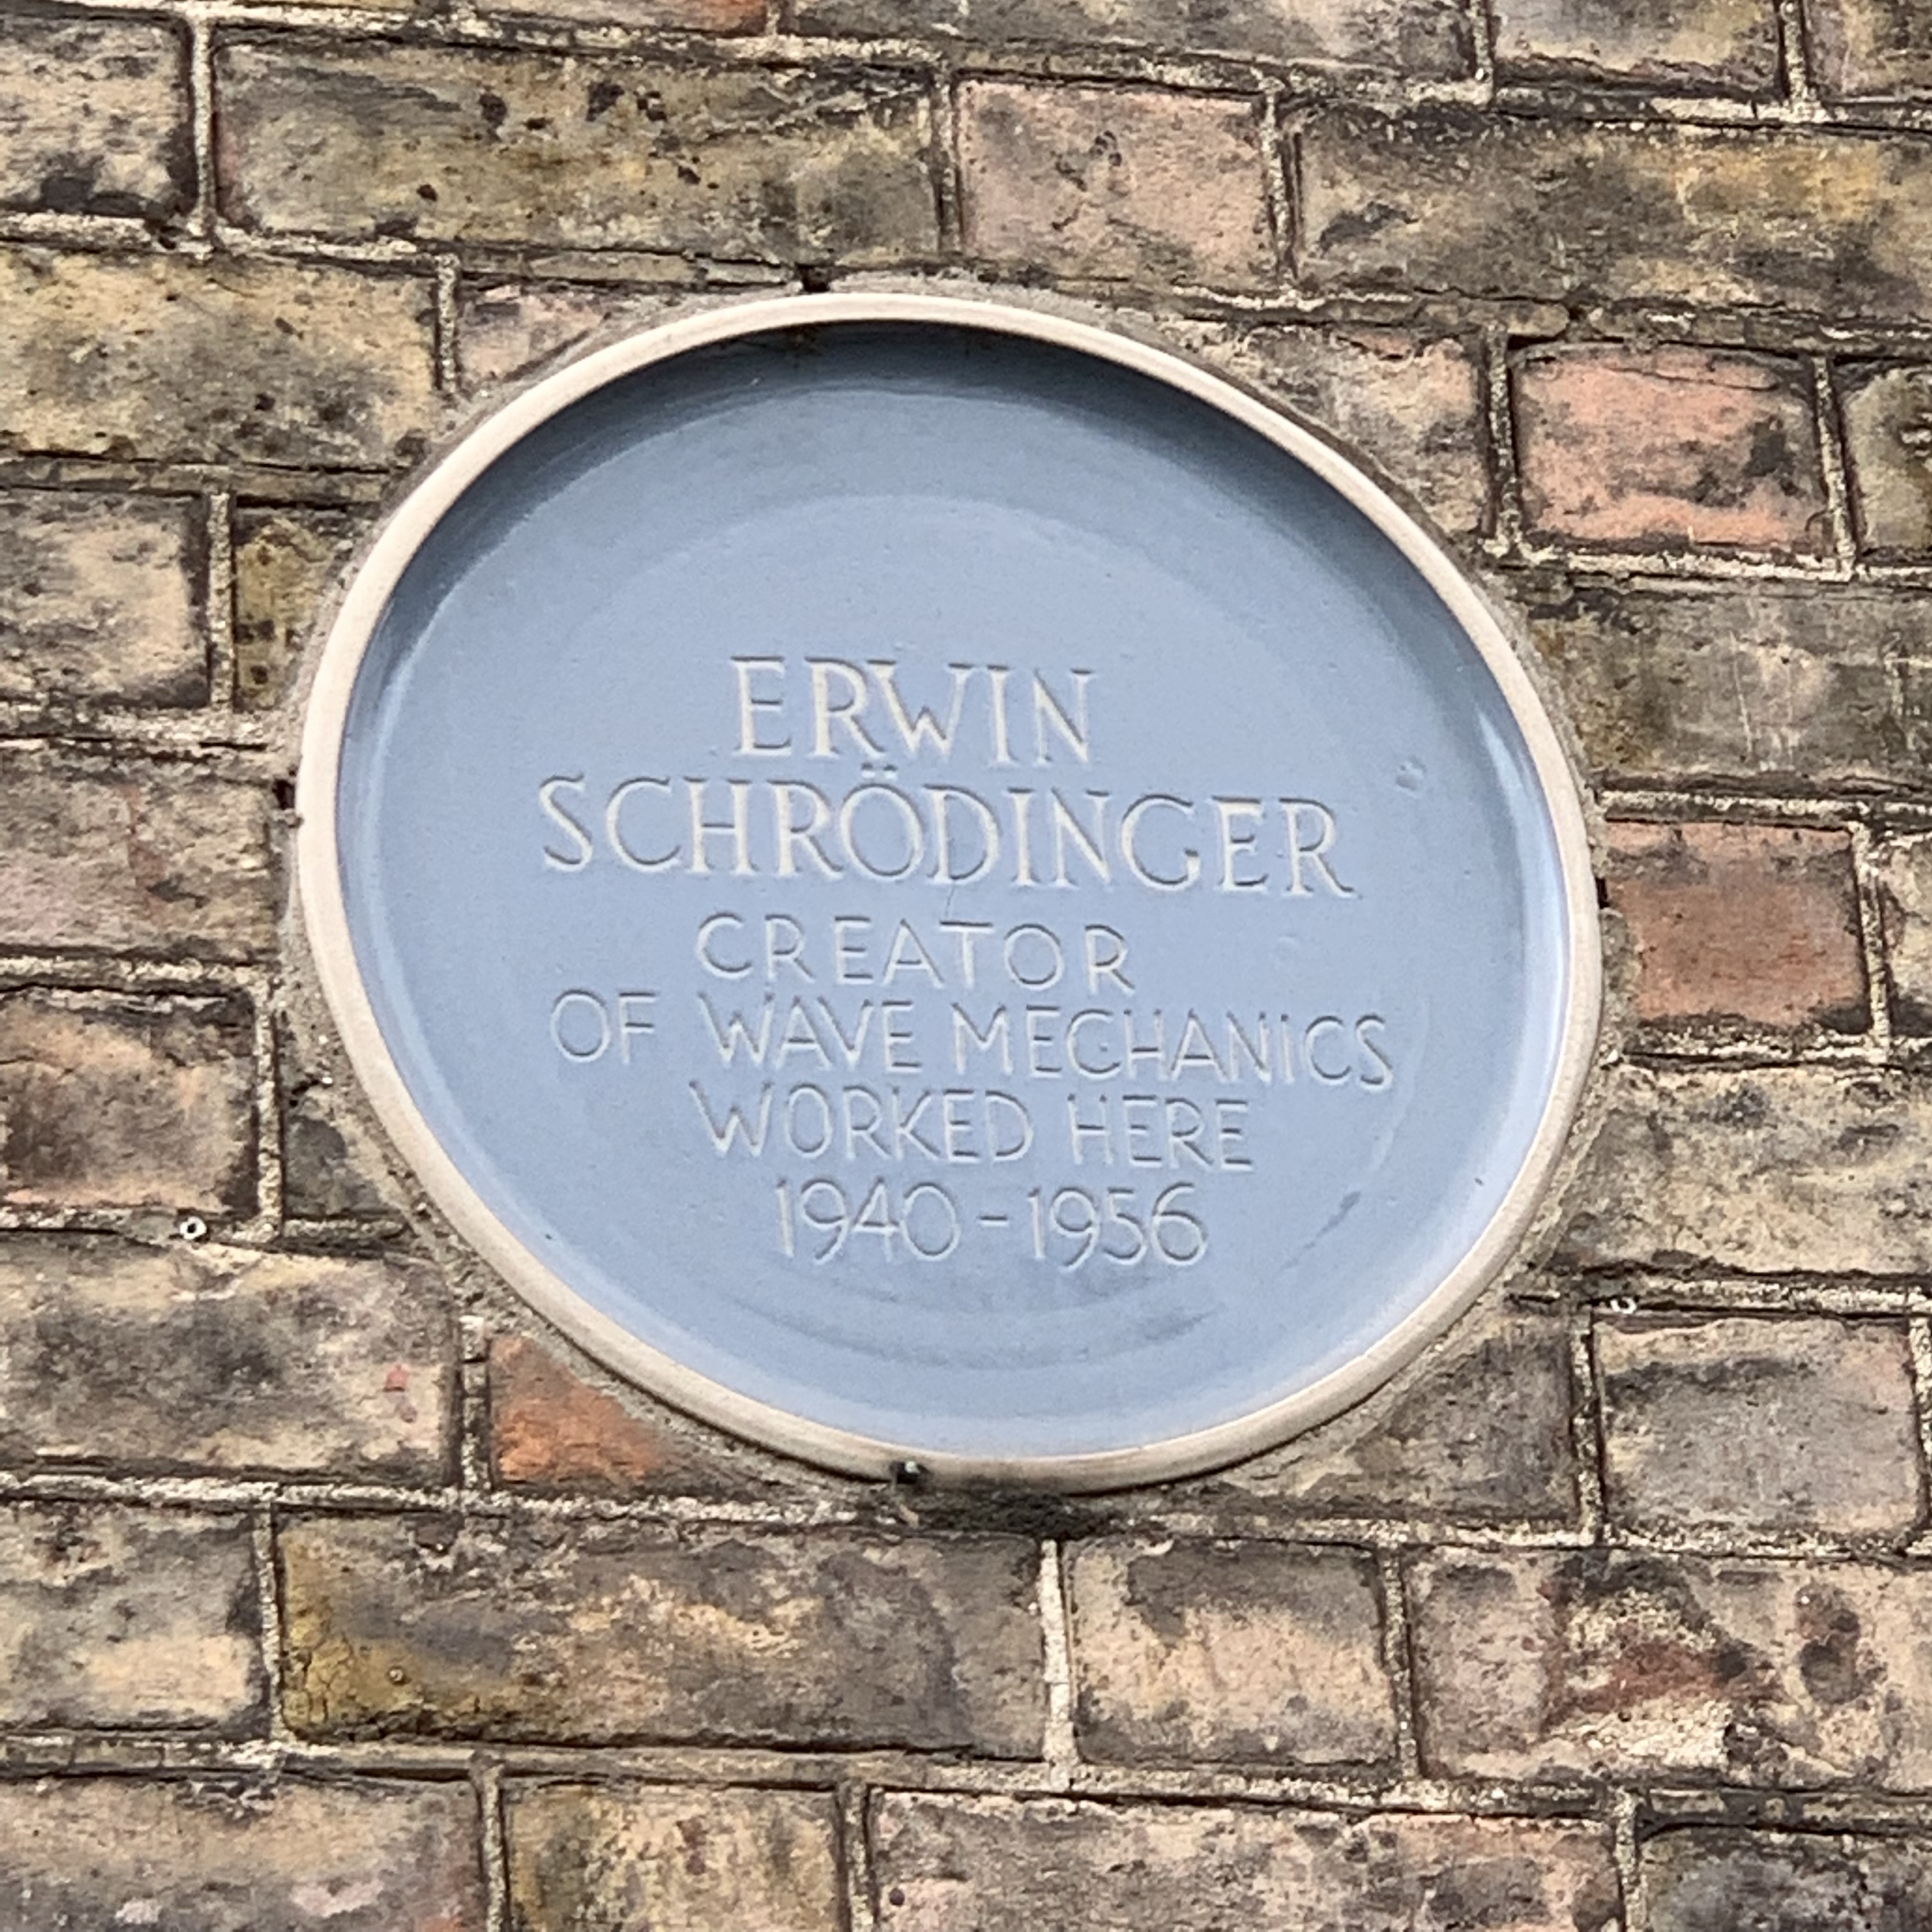 ERWIN
SCHRÖDINGER
CREATOR
OF WAVE MECHANICS
WORKED HERE
1940-1956